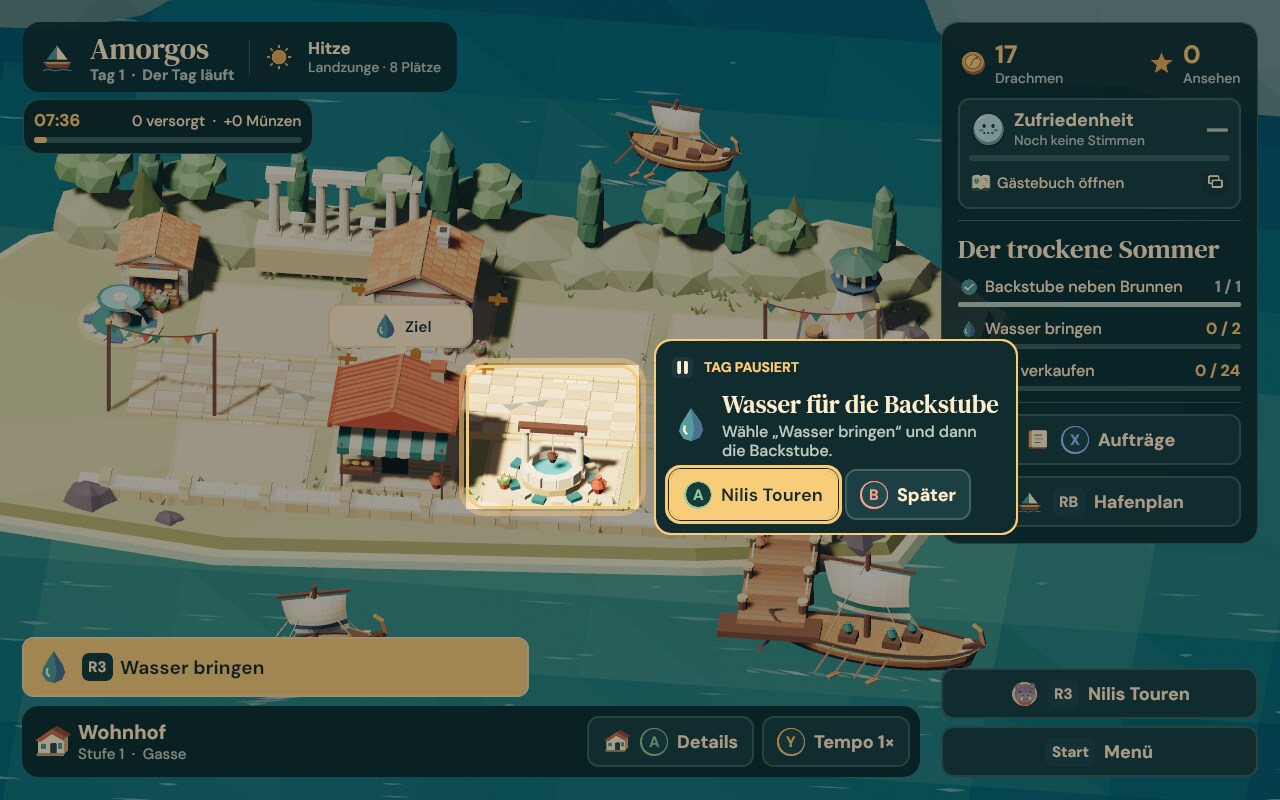 Amorgos
Tag 1 · Der Tag läuft
Hitze
Landzunge · 8 Plätze
07:36
0 versorgt · +0 Münzen
17
Drachmen
0
Ansehen
Zufriedenheit
Noch keine Stimmen
Gästebuch öffnen
Der trockene Sommer
Backstube neben Brunnen 1 / 1
Wasser bringen 0 / 2
verkaufen 0 / 24
X Aufträge
RB Hafenplan
Ziel
TAG PAUSIERT
Wasser für die Backstube
Wähle „Wasser bringen“ und dann
die Backstube.
A Nilis Touren
B Später
R3 Wasser bringen
Wohnhof
Stufe 1 · Gasse
A Details
Y Tempo 1×
R3 Nilis Touren
Start Menü